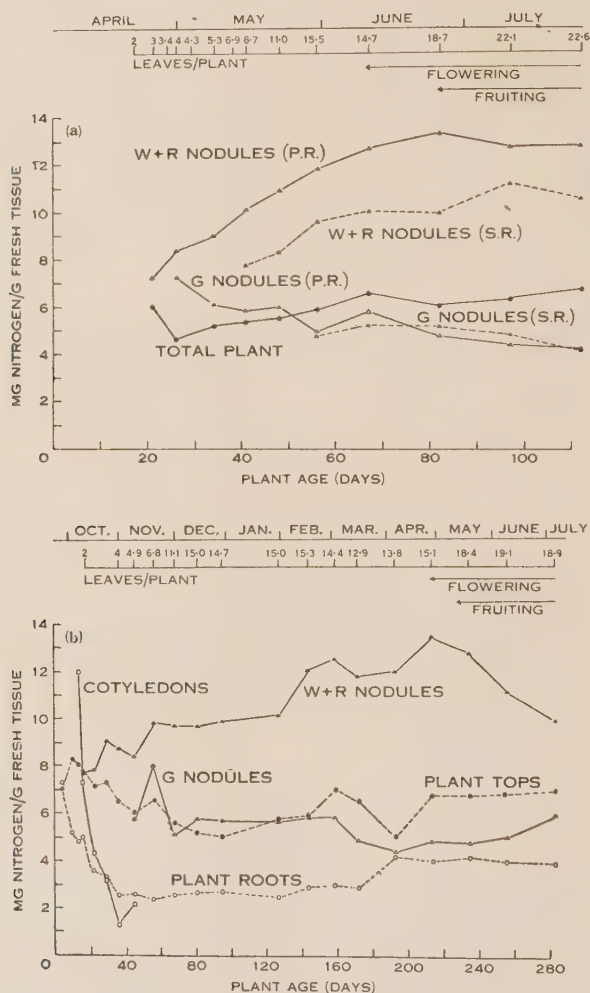 APRIL MAY JUNE JULY
2 3 3·4 4 4·3 5·3 6·9 8·7 11·0 15·5 14·7 18·7 22·1 22·6
LEAVES/PLANT
FLOWERING
FRUITING
(a)
MG NITROGEN/G FRESH TISSUE
14
12
10
8
6
4
2
0
W+R NODULES (P.R.)
W+R NODULES (S.R.)
G NODULES (P.R.)
G NODULES (S.R.)
TOTAL PLANT
20 40 60 80 100
PLANT AGE (DAYS)
OCT. NOV. DEC. JAN. FEB. MAR. APR. MAY JUNE JULY
2 4 4·9 6·8 11·1 15·0 14·7 15·0 15·3 14·4 12·9 13·8 15·1 18·4 19·1 18·9
LEAVES/PLANT
FLOWERING
FRUITING
(b)
MG NITROGEN/G FRESH TISSUE
14
12
10
8
6
4
2
0
COTYLEDONS
W+R NODULES
G NODULES
PLANT TOPS
PLANT ROOTS
40 80 120 160 200 240 280
PLANT AGE (DAYS)